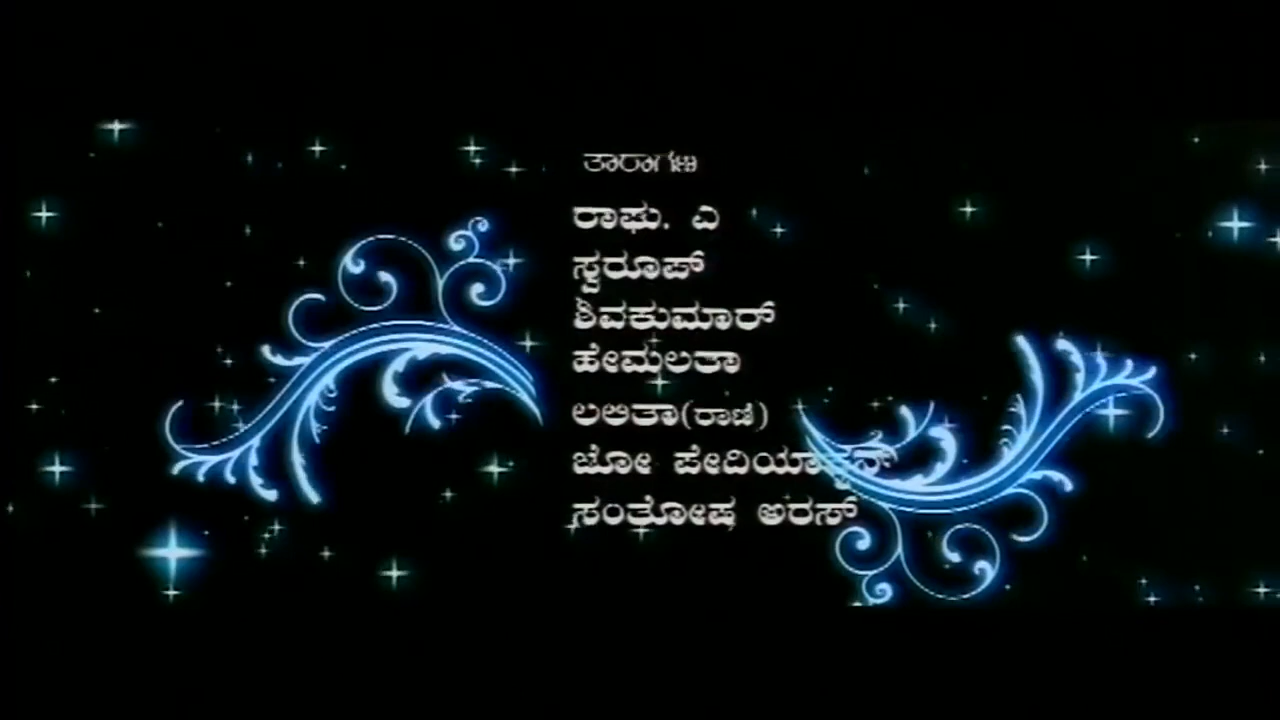 ತಾರಾಗಣ
ರಾಘು. ಎ
ಸ್ವರೂಪ್
ಶಿವಕುಮಾರ್
ಹೇಮಲತಾ
ಲಲಿತಾ(ರಾಣಿ)
ಜೋ
ಸಂತೋಷ ಅರಸ್